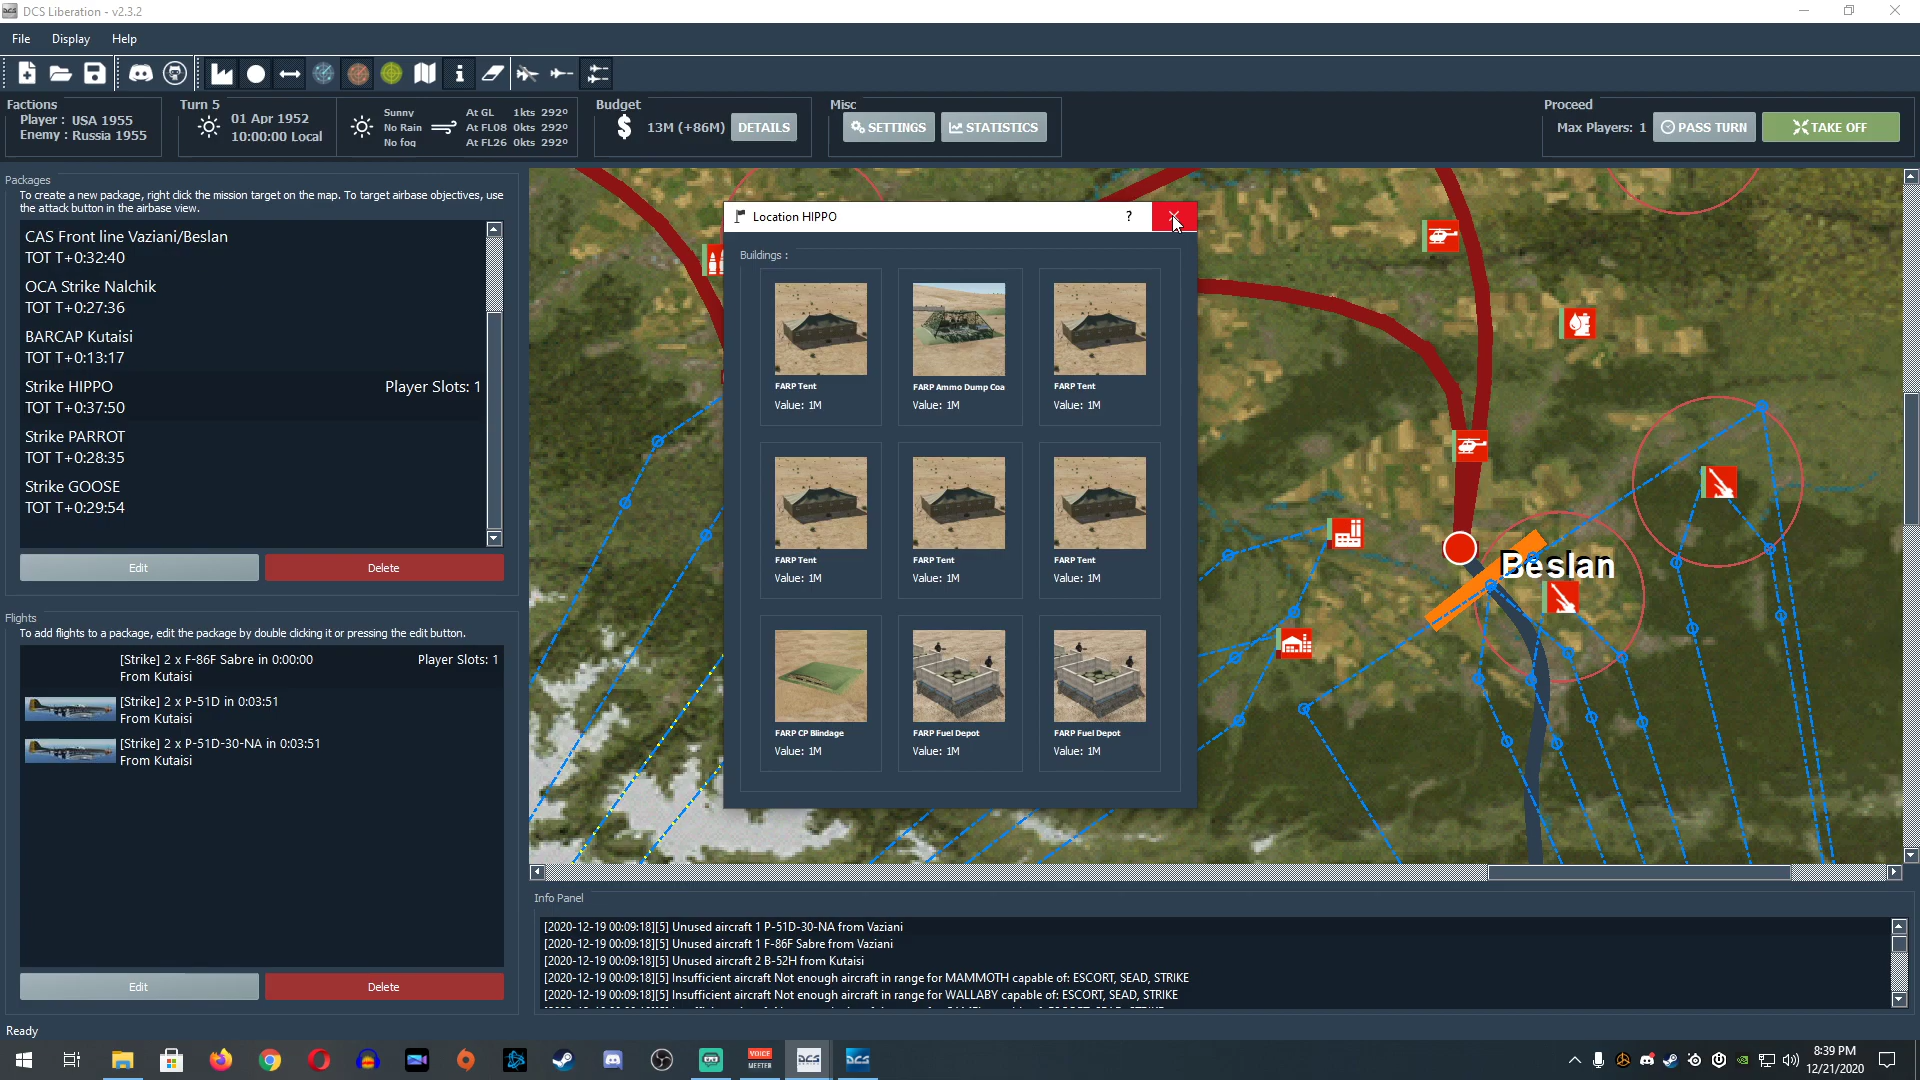 DCS Liberation - v2.3.2
File Display Help
Factions
Player : USA 1955
Enemy : Russia 1955
Turn 5
01 Apr 1952
10:00:00 Local
Sunny
No Rain
No fog
At GL 1kts 292º
At FL08 0kts 292º
At FL26 0kts 292º
Budget
13M (+86M) DETAILS
Misc
SETTINGS STATISTICS
Proceed
Max Players: 1 PASS TURN TAKE OFF
Packages
To create a new package, right click the mission target on the map. To target airbase objectives, use
the attack button in the airbase view.
CAS Front line Vaziani/Beslan
TOT T+0:32:40
OCA Strike Nalchik
TOT T+0:27:36
BARCAP Kutaisi
TOT T+0:13:17
Strike HIPPO Player Slots: 1
TOT T+0:37:50
Strike PARROT
TOT T+0:28:35
Strike GOOSE
TOT T+0:29:54
Edit Delete
Flights
To add flights to a package, edit the package by double clicking it or pressing the edit button.
[Strike] 2 x F-86F Sabre in 0:00:00 Player Slots: 1
From Kutaisi
[Strike] 2 x P-51D in 0:03:51
From Kutaisi
[Strike] 2 x P-51D-30-NA in 0:03:51
From Kutaisi
Edit Delete
Location HIPPO ?
Buildings :
FARP Tent FARP Ammo Dump Coa FARP Tent
Value: 1M Value: 1M Value: 1M
FARP Tent FARP Tent FARP Tent
Value: 1M Value: 1M Value: 1M
FARP CP Blindage FARP Fuel Depot FARP Fuel Depot
Value: 1M Value: 1M Value: 1M
Beslan
Info Panel
[2020-12-19 00:09:18][5] Unused aircraft 1 P-51D-30-NA from Vaziani
[2020-12-19 00:09:18][5] Unused aircraft 1 F-86F Sabre from Vaziani
[2020-12-19 00:09:18][5] Unused aircraft 2 B-52H from Kutaisi
[2020-12-19 00:09:18][5] Insufficient aircraft Not enough aircraft in range for MAMMOTH capable of: ESCORT, SEAD, STRIKE
[2020-12-19 00:09:18][5] Insufficient aircraft Not enough aircraft in range for WALLABY capable of: ESCORT, SEAD, STRIKE
Ready
VOICE
MEETER
DCS
DCS
8:39 PM
12/21/2020